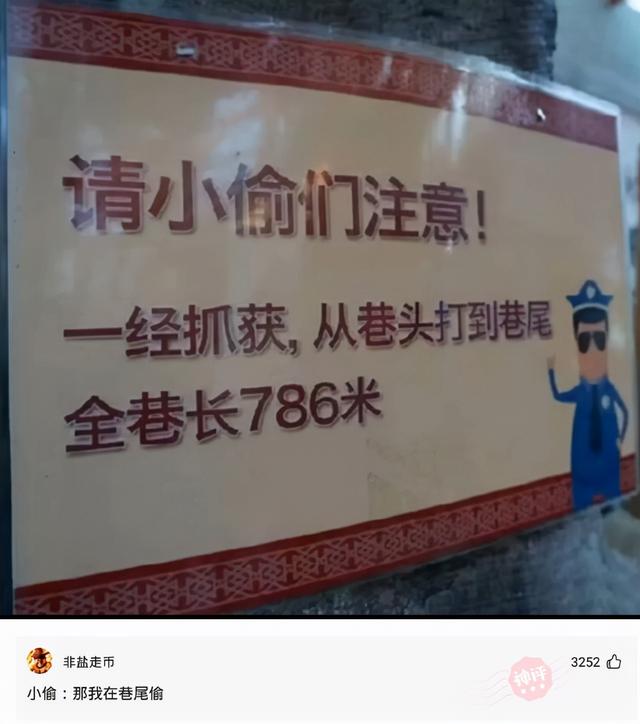 请小偷们注意!
一经抓获,从巷头打到巷尾
全巷长786米
非盐走币
3252
小偷：那我在巷尾偷
神评